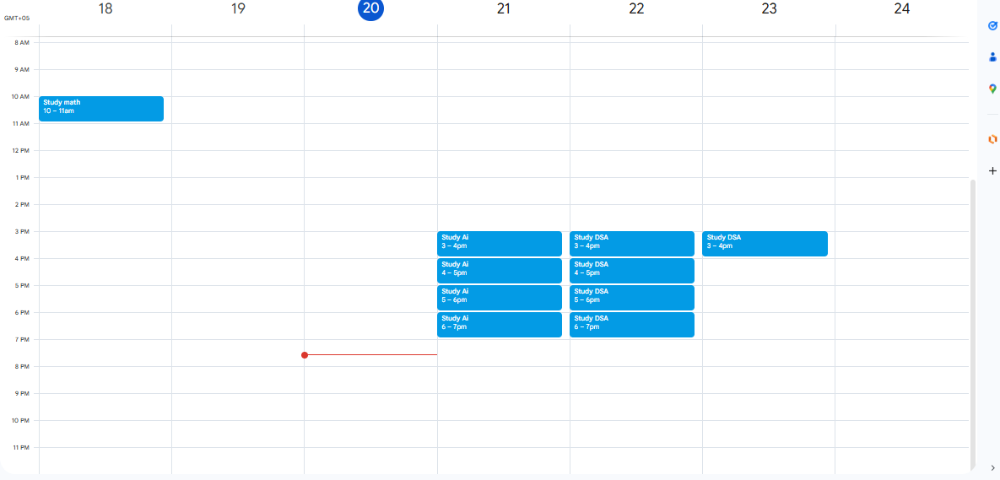 18
19
20
21
22
23
24
GMT+05
8 AM
9 AM
10 AM
Study math
10 – 11am
11 AM
12 PM
1 PM
2 PM
3 PM
Study Ai
3 – 4pm
Study DSA
3 – 4pm
Study DSA
3 – 4pm
4 PM
Study Ai
4 – 5pm
Study DSA
4 – 5pm
5 PM
Study Ai
5 – 6pm
Study DSA
5 – 6pm
6 PM
Study Ai
6 – 7pm
Study DSA
6 – 7pm
7 PM
8 PM
9 PM
10 PM
11 PM